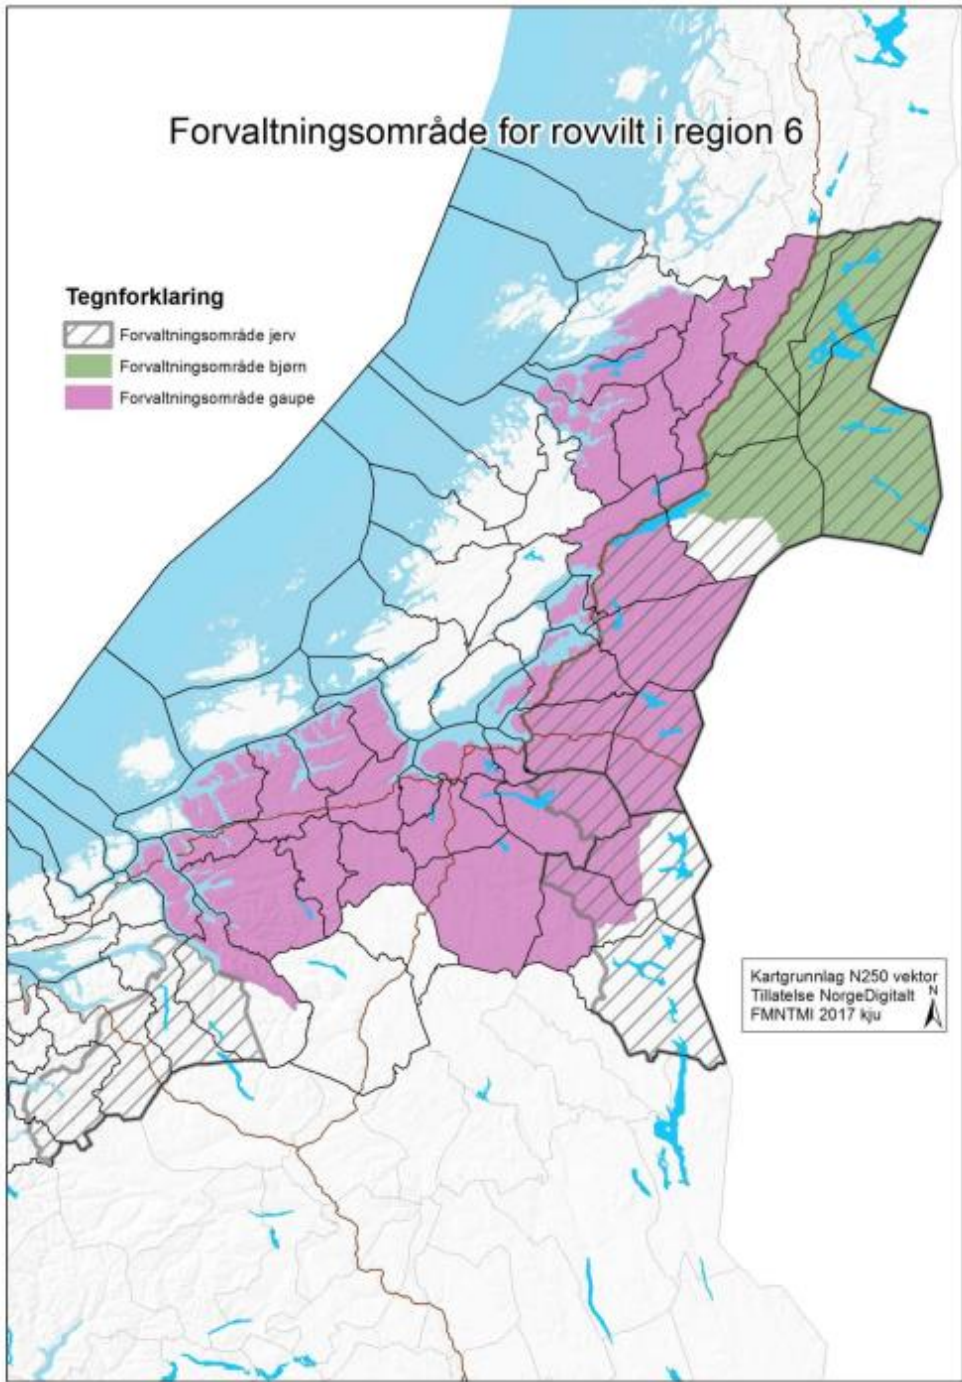 Forvaltningsområde for rovvilt i region 6
Tegnforklaring
Forvaltningsområde jerv
Forvaltningsområde bjørn
Forvaltningsområde gaupe
Kartgrunnlag N250 vektor
Tillatelse NorgeDigitalt
FMNTMI 2017 kju
N